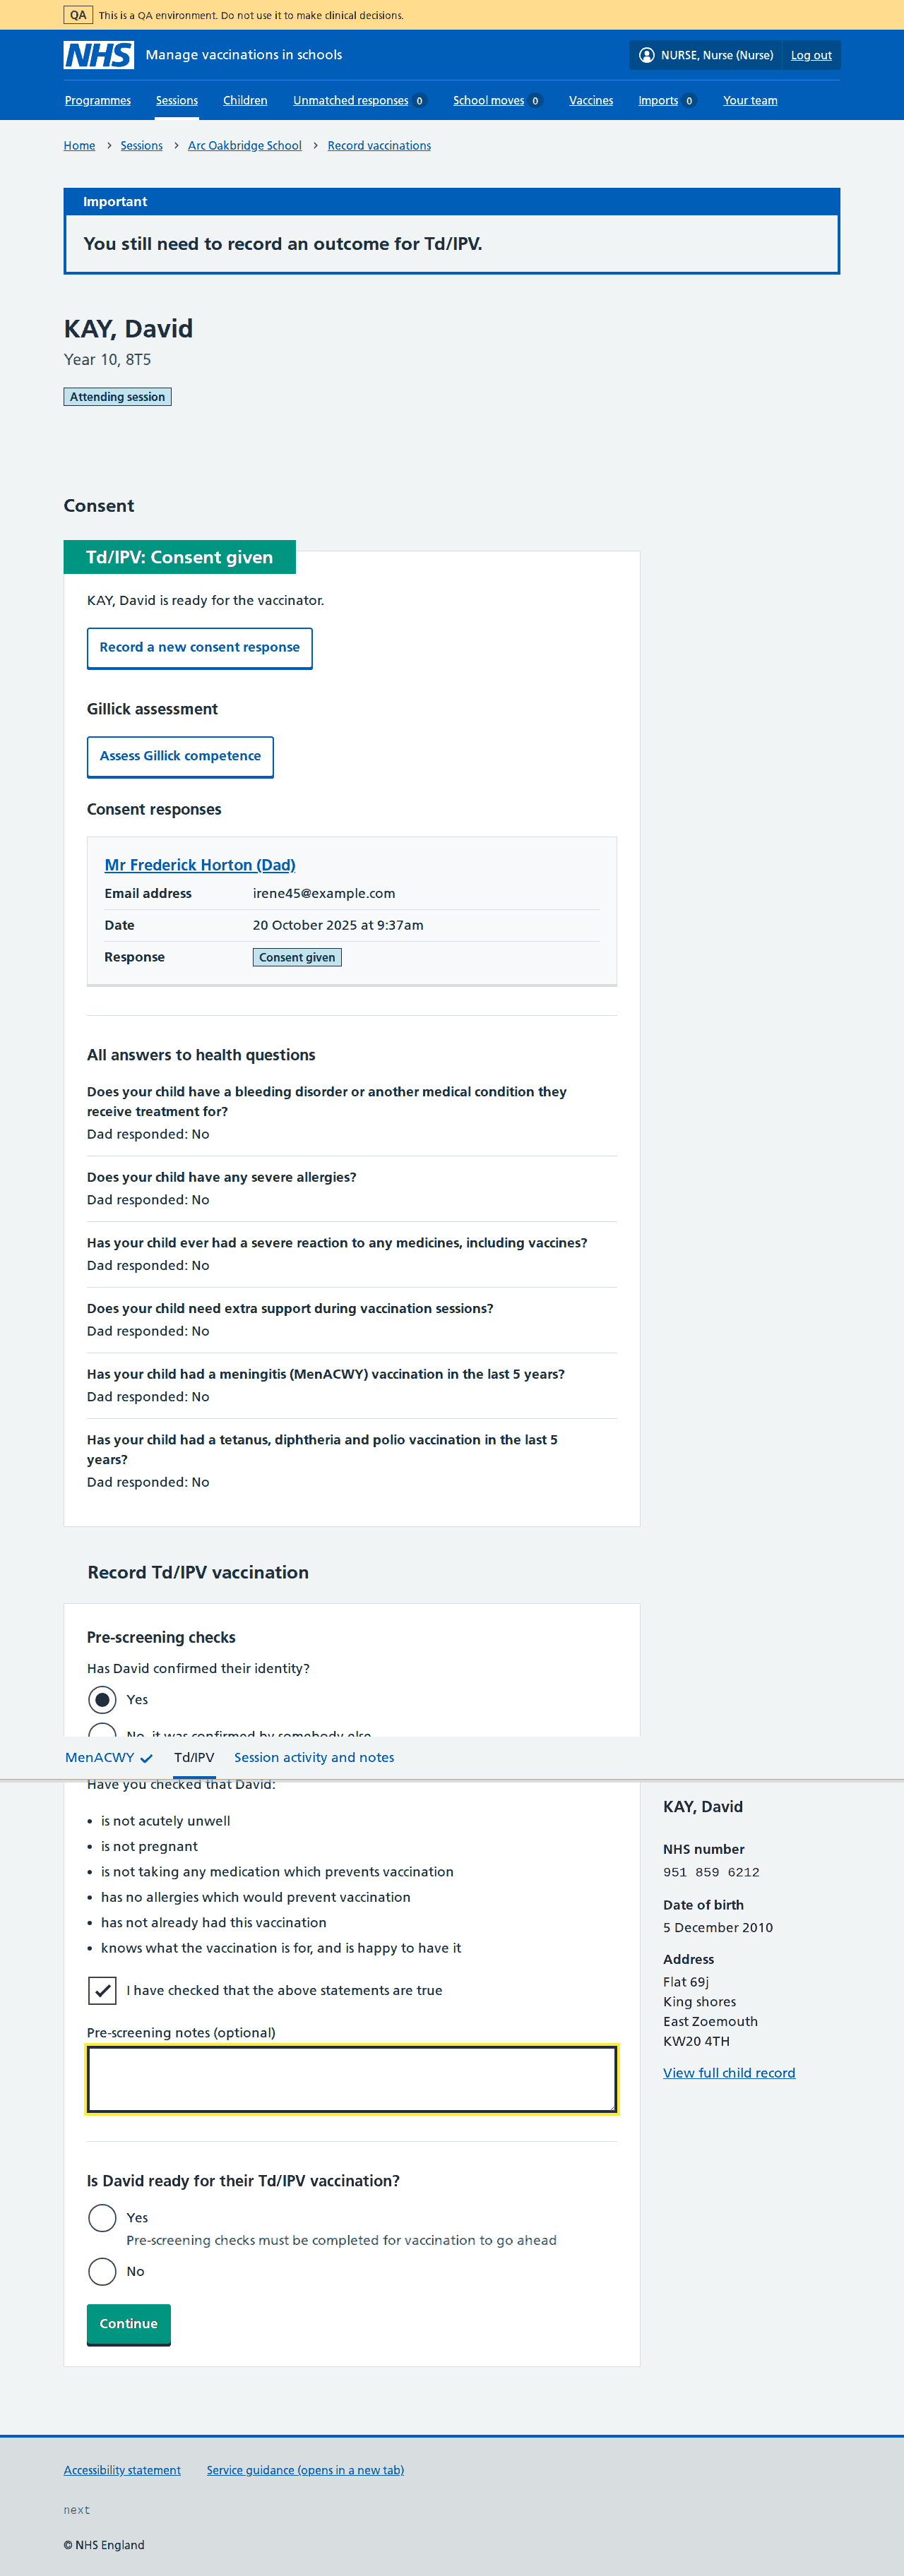 QA This is a QA environment. Do not use it to make clinical decisions.
NHS Manage vaccinations in schools NURSE, Nurse (Nurse) Log out
Programmes Sessions Children Unmatched responses 0 School moves 0 Vaccines Imports 0 Your team
Home Sessions Arc Oakbridge School Record vaccinations
Important
You still need to record an outcome for Td/IPV.
KAY, David
Year 10, 8T5
Attending session
Consent
Td/IPV: Consent given
KAY, David is ready for the vaccinator.
Record a new consent response
Gillick assessment
Assess Gillick competence
Consent responses
Mr Frederick Horton (Dad)
Email address irene45@example.com
Date 20 October 2025 at 9:37am
Response Consent given
All answers to health questions
Does your child have a bleeding disorder or another medical condition they
receive treatment for?
Dad responded: No
Does your child have any severe allergies?
Dad responded: No
Has your child ever had a severe reaction to any medicines, including vaccines?
Dad responded: No
Does your child need extra support during vaccination sessions?
Dad responded: No
Has your child had a meningitis (MenACWY) vaccination in the last 5 years?
Dad responded: No
Has your child had a tetanus, diphtheria and polio vaccination in the last 5
years?
Dad responded: No
Record Td/IPV vaccination
Pre-screening checks
Has David confirmed their identity?
Yes
No, it was confirmed by somebody else
MenACWY Td/IPV Session activity and notes
Have you checked that David:
is not acutely unwell
is not pregnant
is not taking any medication which prevents vaccination
has no allergies which would prevent vaccination
has not already had this vaccination
knows what the vaccination is for, and is happy to have it
I have checked that the above statements are true
Pre-screening notes (optional)
Is David ready for their Td/IPV vaccination?
Yes
Pre-screening checks must be completed for vaccination to go ahead
No
Continue
KAY, David
NHS number
951 859 6212
Date of birth
5 December 2010
Address
Flat 69j
King shores
East Zoemouth
KW20 4TH
View full child record
Accessibility statement Service guidance (opens in a new tab)
next
© NHS England